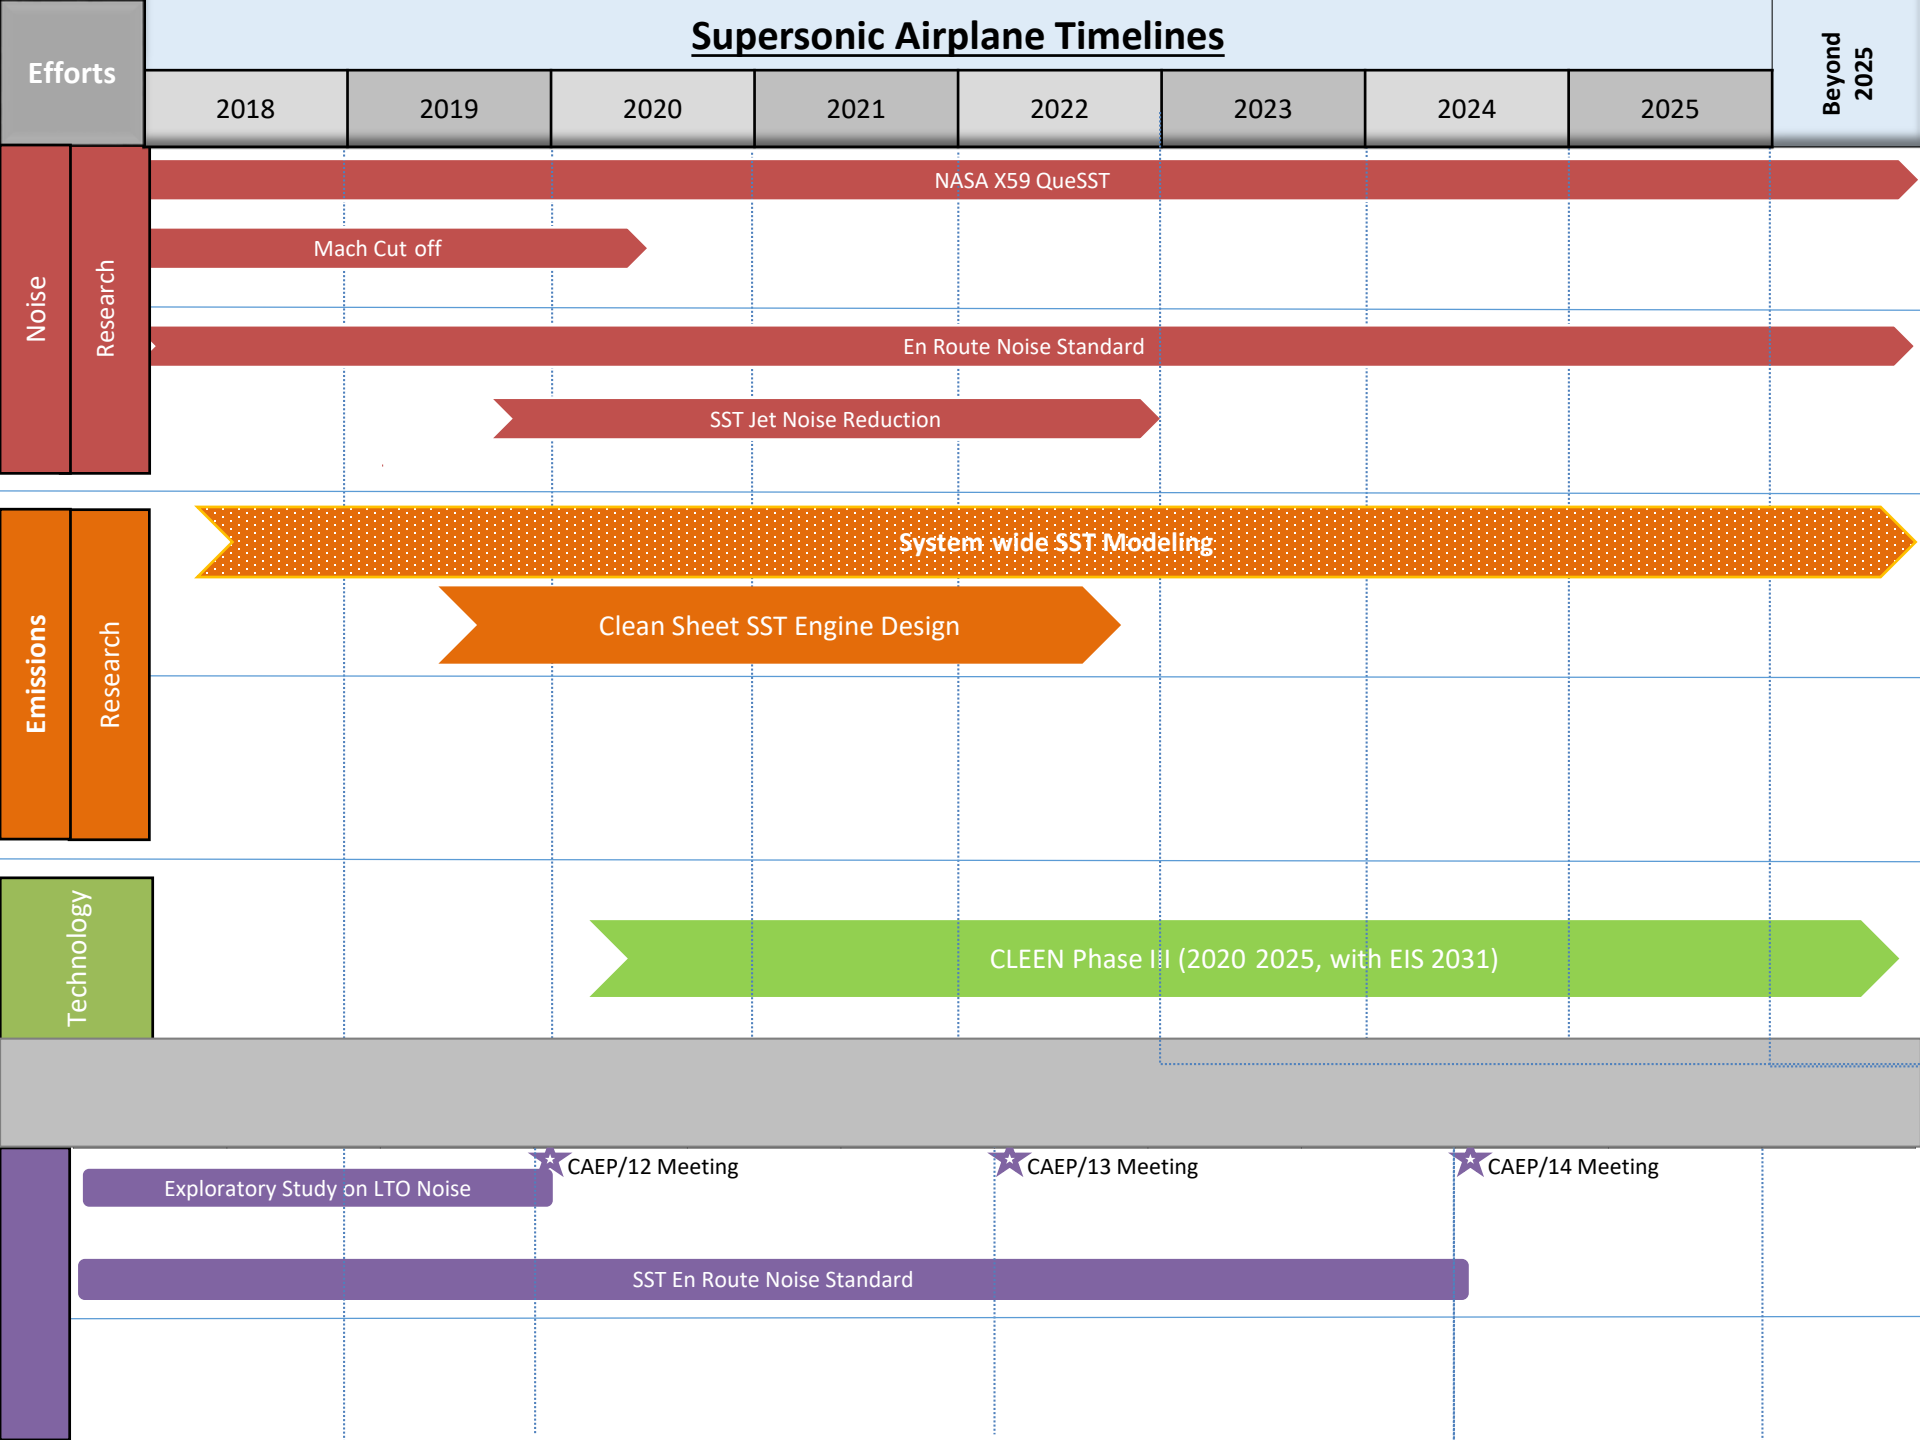 Supersonic Airplane Timelines
Efforts
Beyond
2025
2018
2019
2020
2021
2022
2023
2024
2025
Noise
Research
NASA X59 QueSST
Mach Cut off
En Route Noise Standard
SST Jet Noise Reduction
Emissions
Research
System wide SST Modeling
Clean Sheet SST Engine Design
Technology
CLEEN Phase III (2020 2025, with EIS 2031)
CAEP/12 Meeting
CAEP/13 Meeting
CAEP/14 Meeting
Exploratory Study on LTO Noise
SST En Route Noise Standard